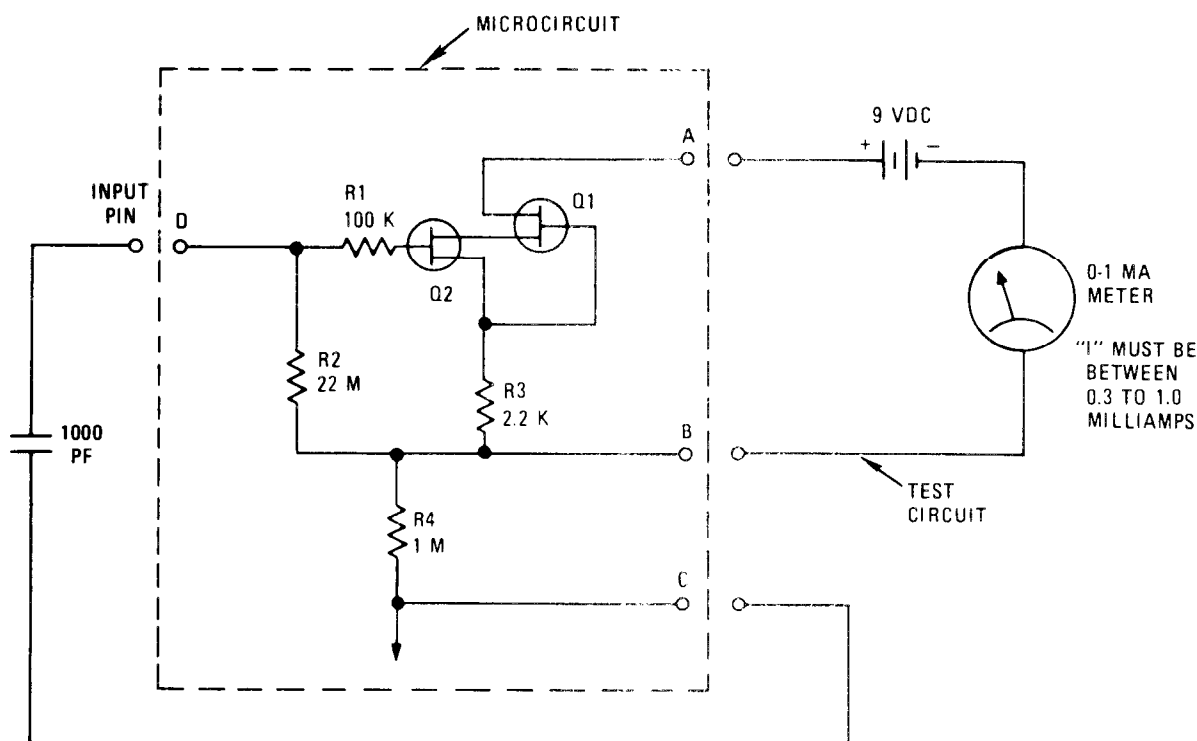 MICROCIRCUIT
9 VDC
+ −
A
INPUT
PIN
D
R1
100 K
Q1
Q2
0-1 MA
METER
"I" MUST BE
BETWEEN
0.3 TO 1.0
MILLIAMPS
R2
22 M
R3
2.2 K
1000
PF
B
TEST
CIRCUIT
R4
1 M
C